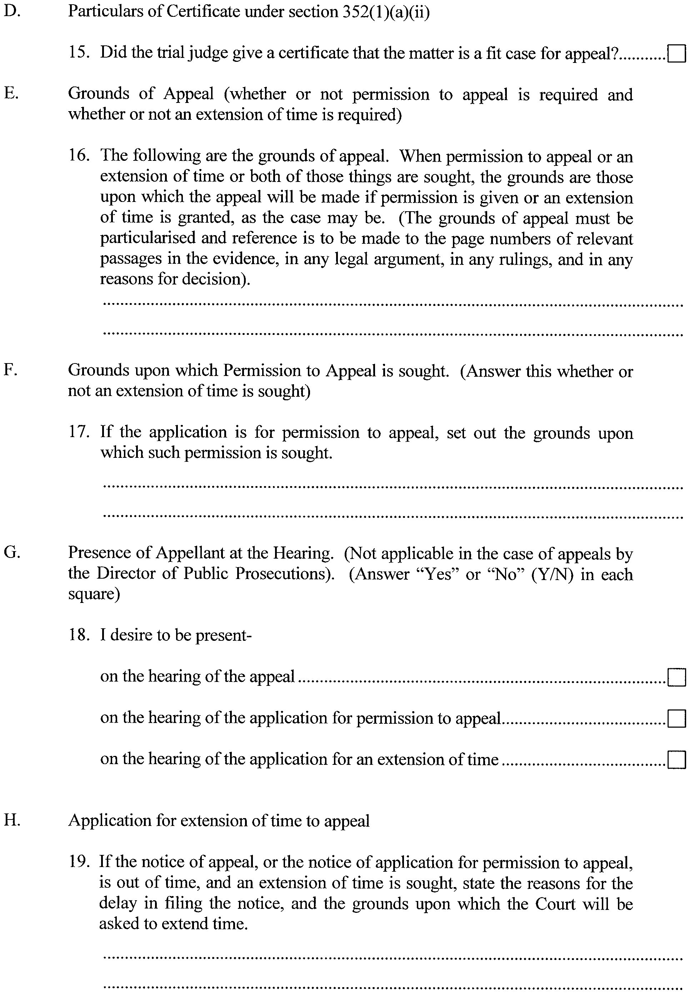 D. Particulars of Certificate under section 352(1)(a)(ii)
15. Did the trial judge give a certificate that the matter is a fit case for appeal?...........
E. Grounds of Appeal (whether or not permission to appeal is required and
whether or not an extension of time is required)
16. The following are the grounds of appeal. When permission to appeal or an
extension of time or both of those things are sought, the grounds are those
upon which the appeal will be made if permission is given or an extension
of time is granted, as the case may be. (The grounds of appeal must be
particularised and reference is to be made to the page numbers of relevant
passages in the evidence, in any legal argument, in any rulings, and in any
reasons for decision).
F. Grounds upon which Permission to Appeal is sought. (Answer this whether or
not an extension of time is sought)
17. If the application is for permission to appeal, set out the grounds upon
which such permission is sought.
G. Presence of Appellant at the Hearing. (Not applicable in the case of appeals by
the Director of Public Prosecutions). (Answer “Yes” or “No” (Y/N) in each
square)
18. I desire to be present-
on the hearing of the appeal
on the hearing of the application for permission to appeal
on the hearing of the application for an extension of time
H. Application for extension of time to appeal
19. If the notice of appeal, or the notice of application for permission to appeal,
is out of time, and an extension of time is sought, state the reasons for the
delay in filing the notice, and the grounds upon which the Court will be
asked to extend time.